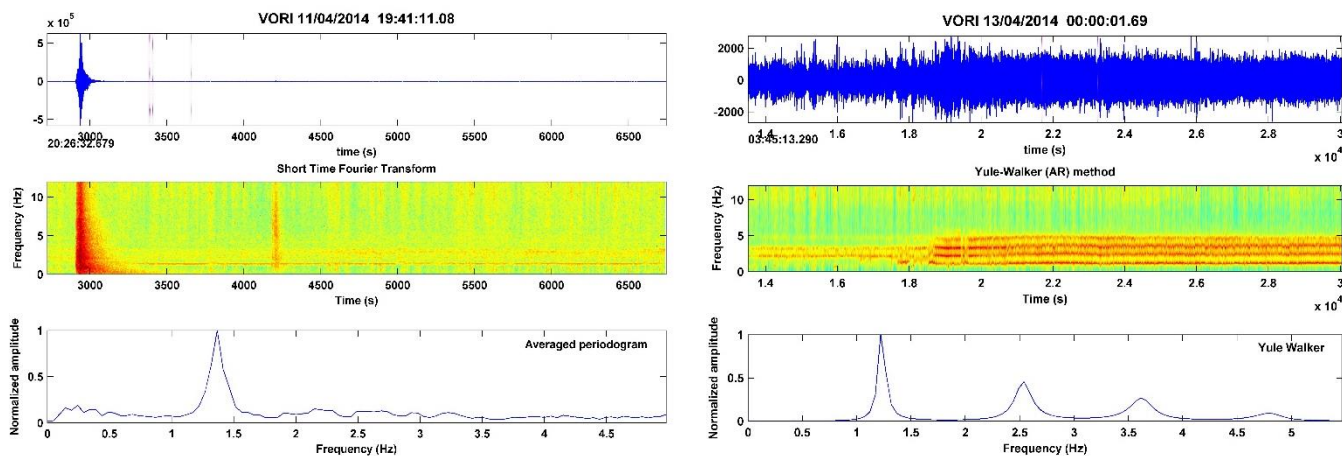 VORI 11/04/2014 19:41:11.08
x 10⁵
5
0
-5
3000 3500 4000 4500 5000 5500 6000 6500
20:26:32.679
time (s)
Short Time Fourier Transform
Frequency (Hz)
10
5
0
3000 3500 4000 4500 5000 5500 6000 6500
Time (s)
Normalized amplitude
1
0.5
0
Averaged periodogram
0 0.5 1 1.5 2 2.5 3 3.5 4 4.5
Frequency (Hz)
VORI 13/04/2014 00:00:01.69
2000
0
-2000
1.4 1.6 1.8 2 2.2 2.4 2.6 2.8 3
03:45:13.290
time (s)
x 10⁴
Yule-Walker (AR) method
Frequency (Hz)
10
5
0
1.4 1.6 1.8 2 2.2 2.4 2.6 2.8 3
Time (s)
x 10⁴
Normalized amplitude
1
0.5
0
Yule Walker
0 0.5 1 1.5 2 2.5 3 3.5 4 4.5 5
Frequency (Hz)